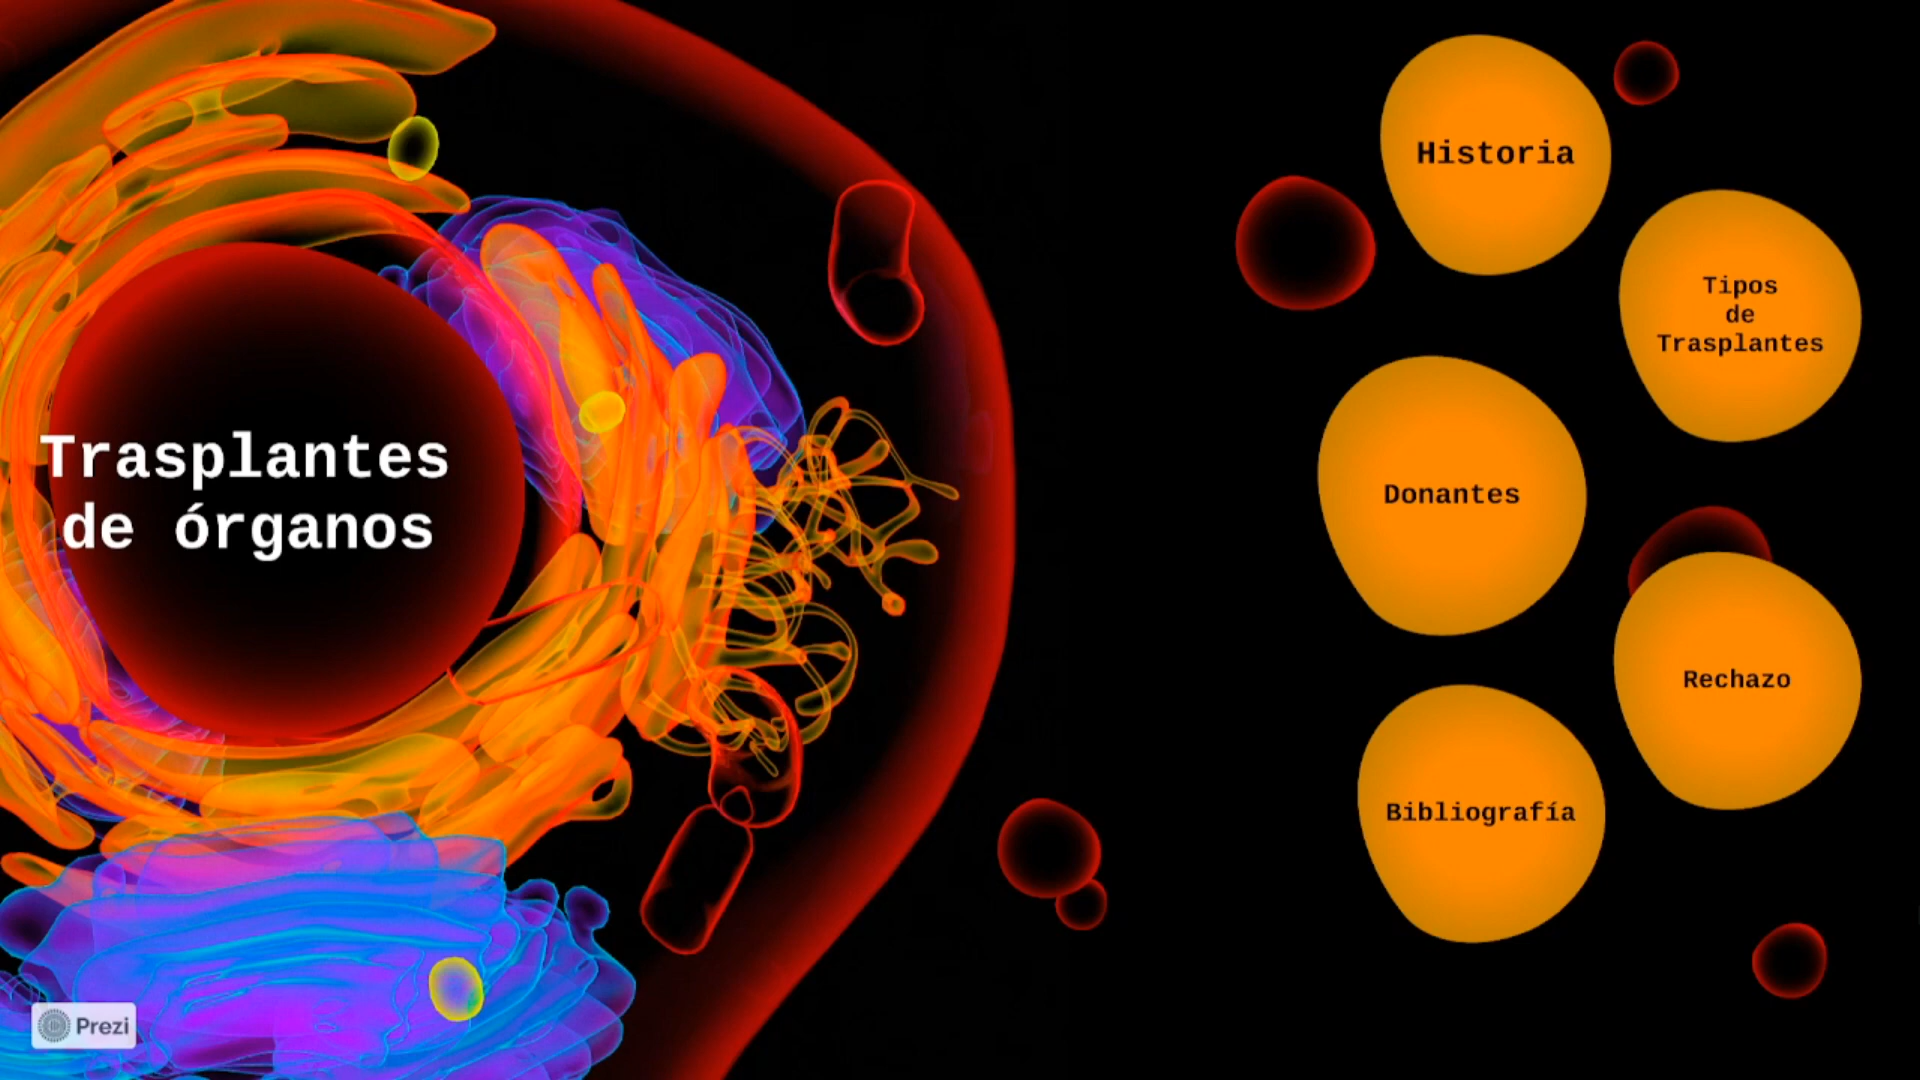 Trasplantes
de órganos
Historia
Tipos
de
Trasplantes
Donantes
Rechazo
Bibliografía
Prezi